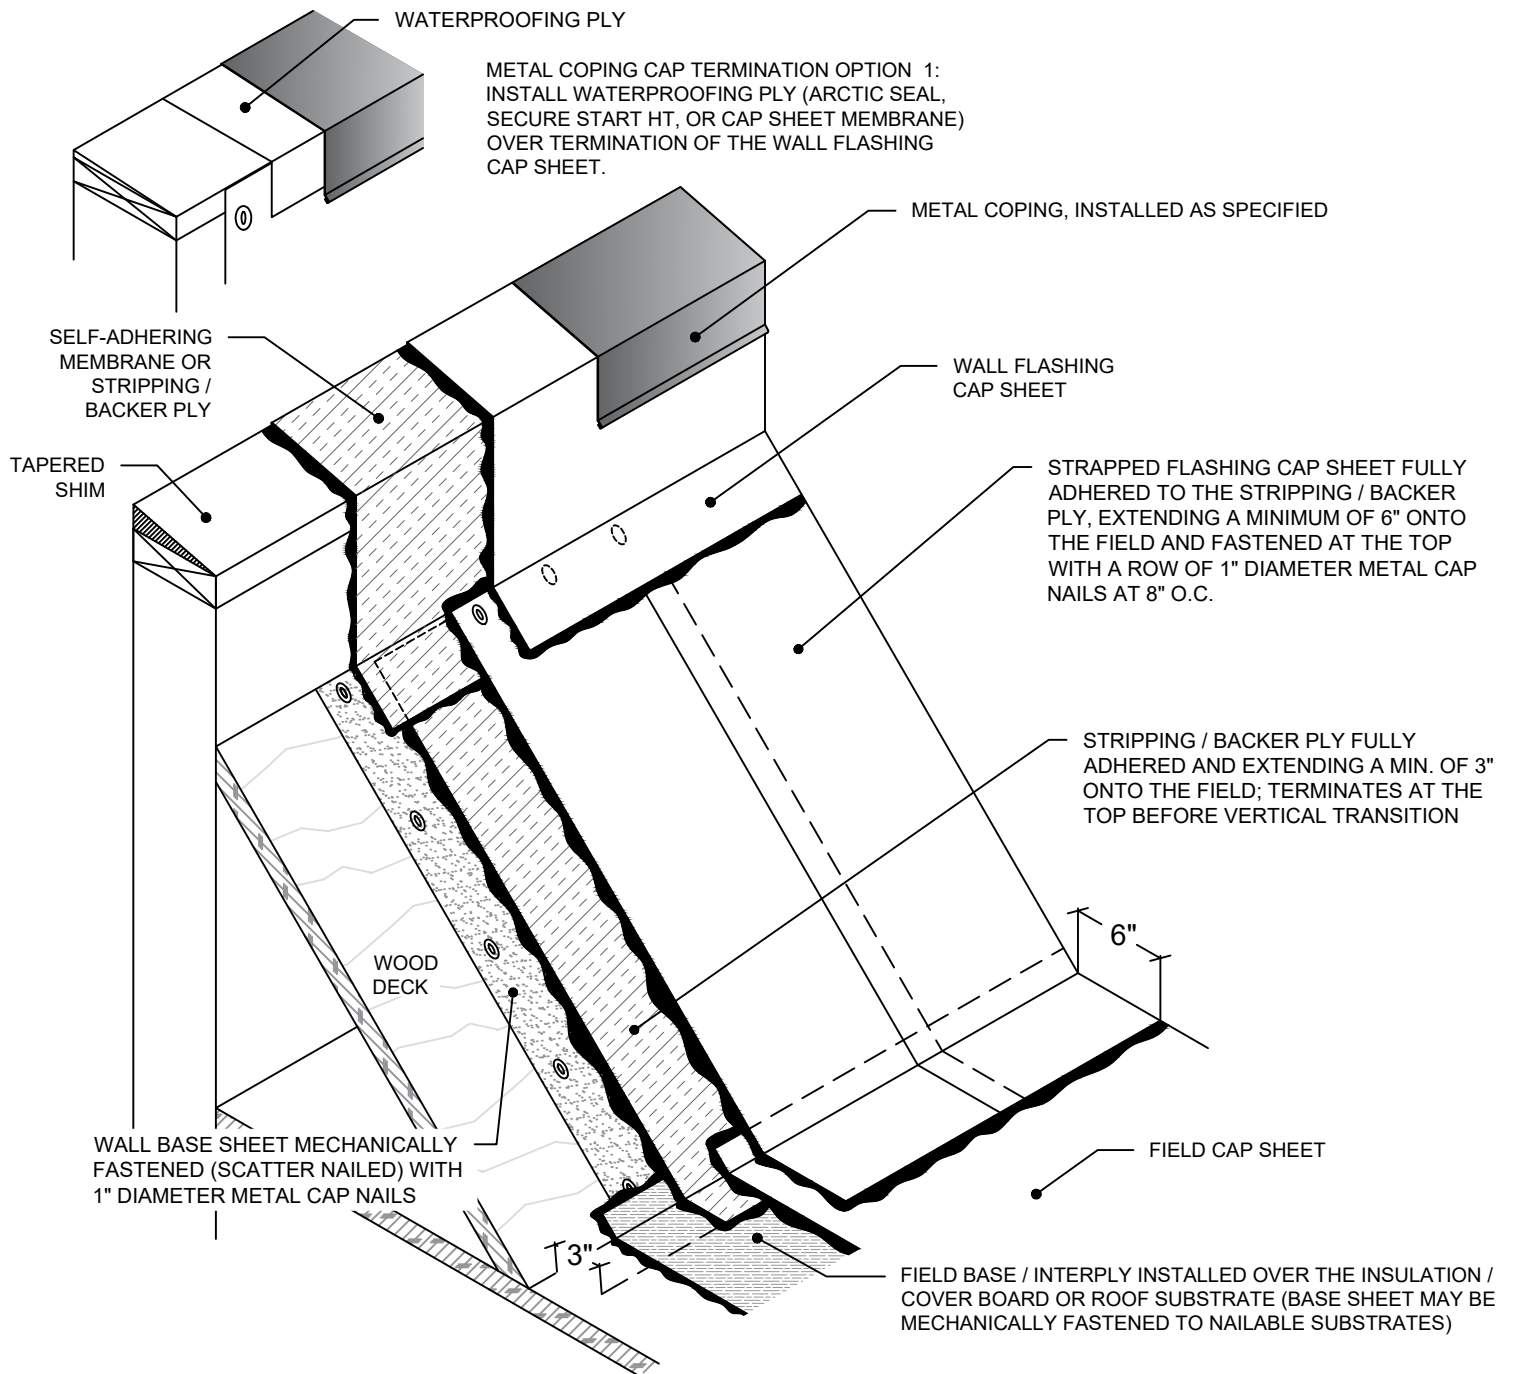 WATERPROOFING PLY
METAL COPING CAP TERMINATION OPTION 1:
INSTALL WATERPROOFING PLY (ARCTIC SEAL,
SECURE START HT, OR CAP SHEET MEMBRANE)
OVER TERMINATION OF THE WALL FLASHING
CAP SHEET.
METAL COPING, INSTALLED AS SPECIFIED
SELF-ADHERING
MEMBRANE OR
STRIPPING /
BACKER PLY
WALL FLASHING
CAP SHEET
TAPERED
SHIM
STRAPPED FLASHING CAP SHEET FULLY
ADHERED TO THE STRIPPING / BACKER
PLY, EXTENDING A MINIMUM OF 6" ONTO
THE FIELD AND FASTENED AT THE TOP
WITH A ROW OF 1" DIAMETER METAL CAP
NAILS AT 8" O.C.
STRIPPING / BACKER PLY FULLY
ADHERED AND EXTENDING A MIN. OF 3"
ONTO THE FIELD; TERMINATES AT THE
TOP BEFORE VERTICAL TRANSITION
6"
WOOD
DECK
WALL BASE SHEET MECHANICALLY
FASTENED (SCATTER NAILED) WITH
1" DIAMETER METAL CAP NAILS
FIELD CAP SHEET
3"
FIELD BASE / INTERPLY INSTALLED OVER THE INSULATION /
COVER BOARD OR ROOF SUBSTRATE (BASE SHEET MAY BE
MECHANICALLY FASTENED TO NAILABLE SUBSTRATES)